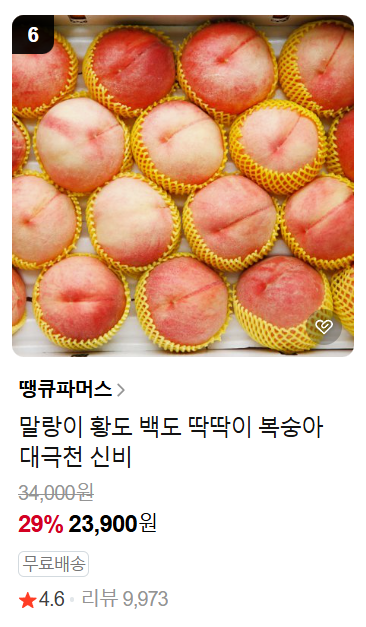 6
땡큐파머스
말랑이 황도 백도 딱딱이 복숭아
대극천 신비
34,000원
29% 23,900원
무료배송
4.6 · 리뷰 9,973